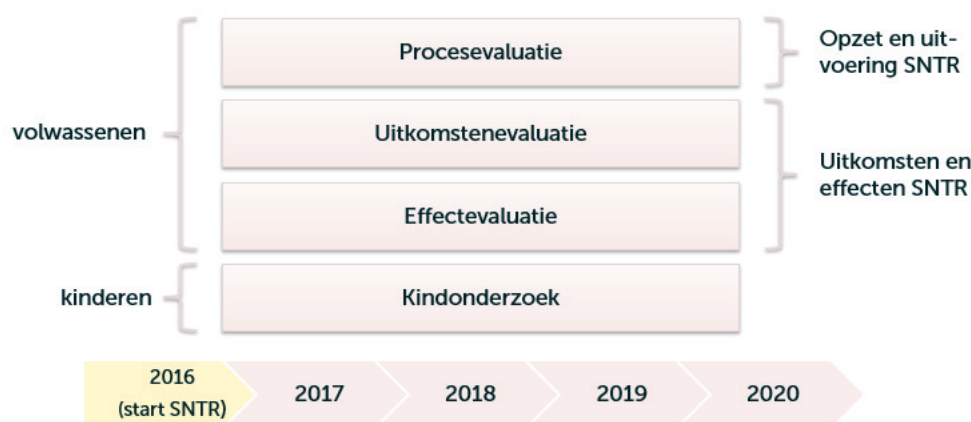 Procesevaluatie
Opzet en uit-
voering SNTR
volwassenen
Uitkomstenevaluatie
Uitkomsten en
effecten SNTR
Effectevaluatie
kinderen
Kindonderzoek
2016
(start SNTR)
2017
2018
2019
2020